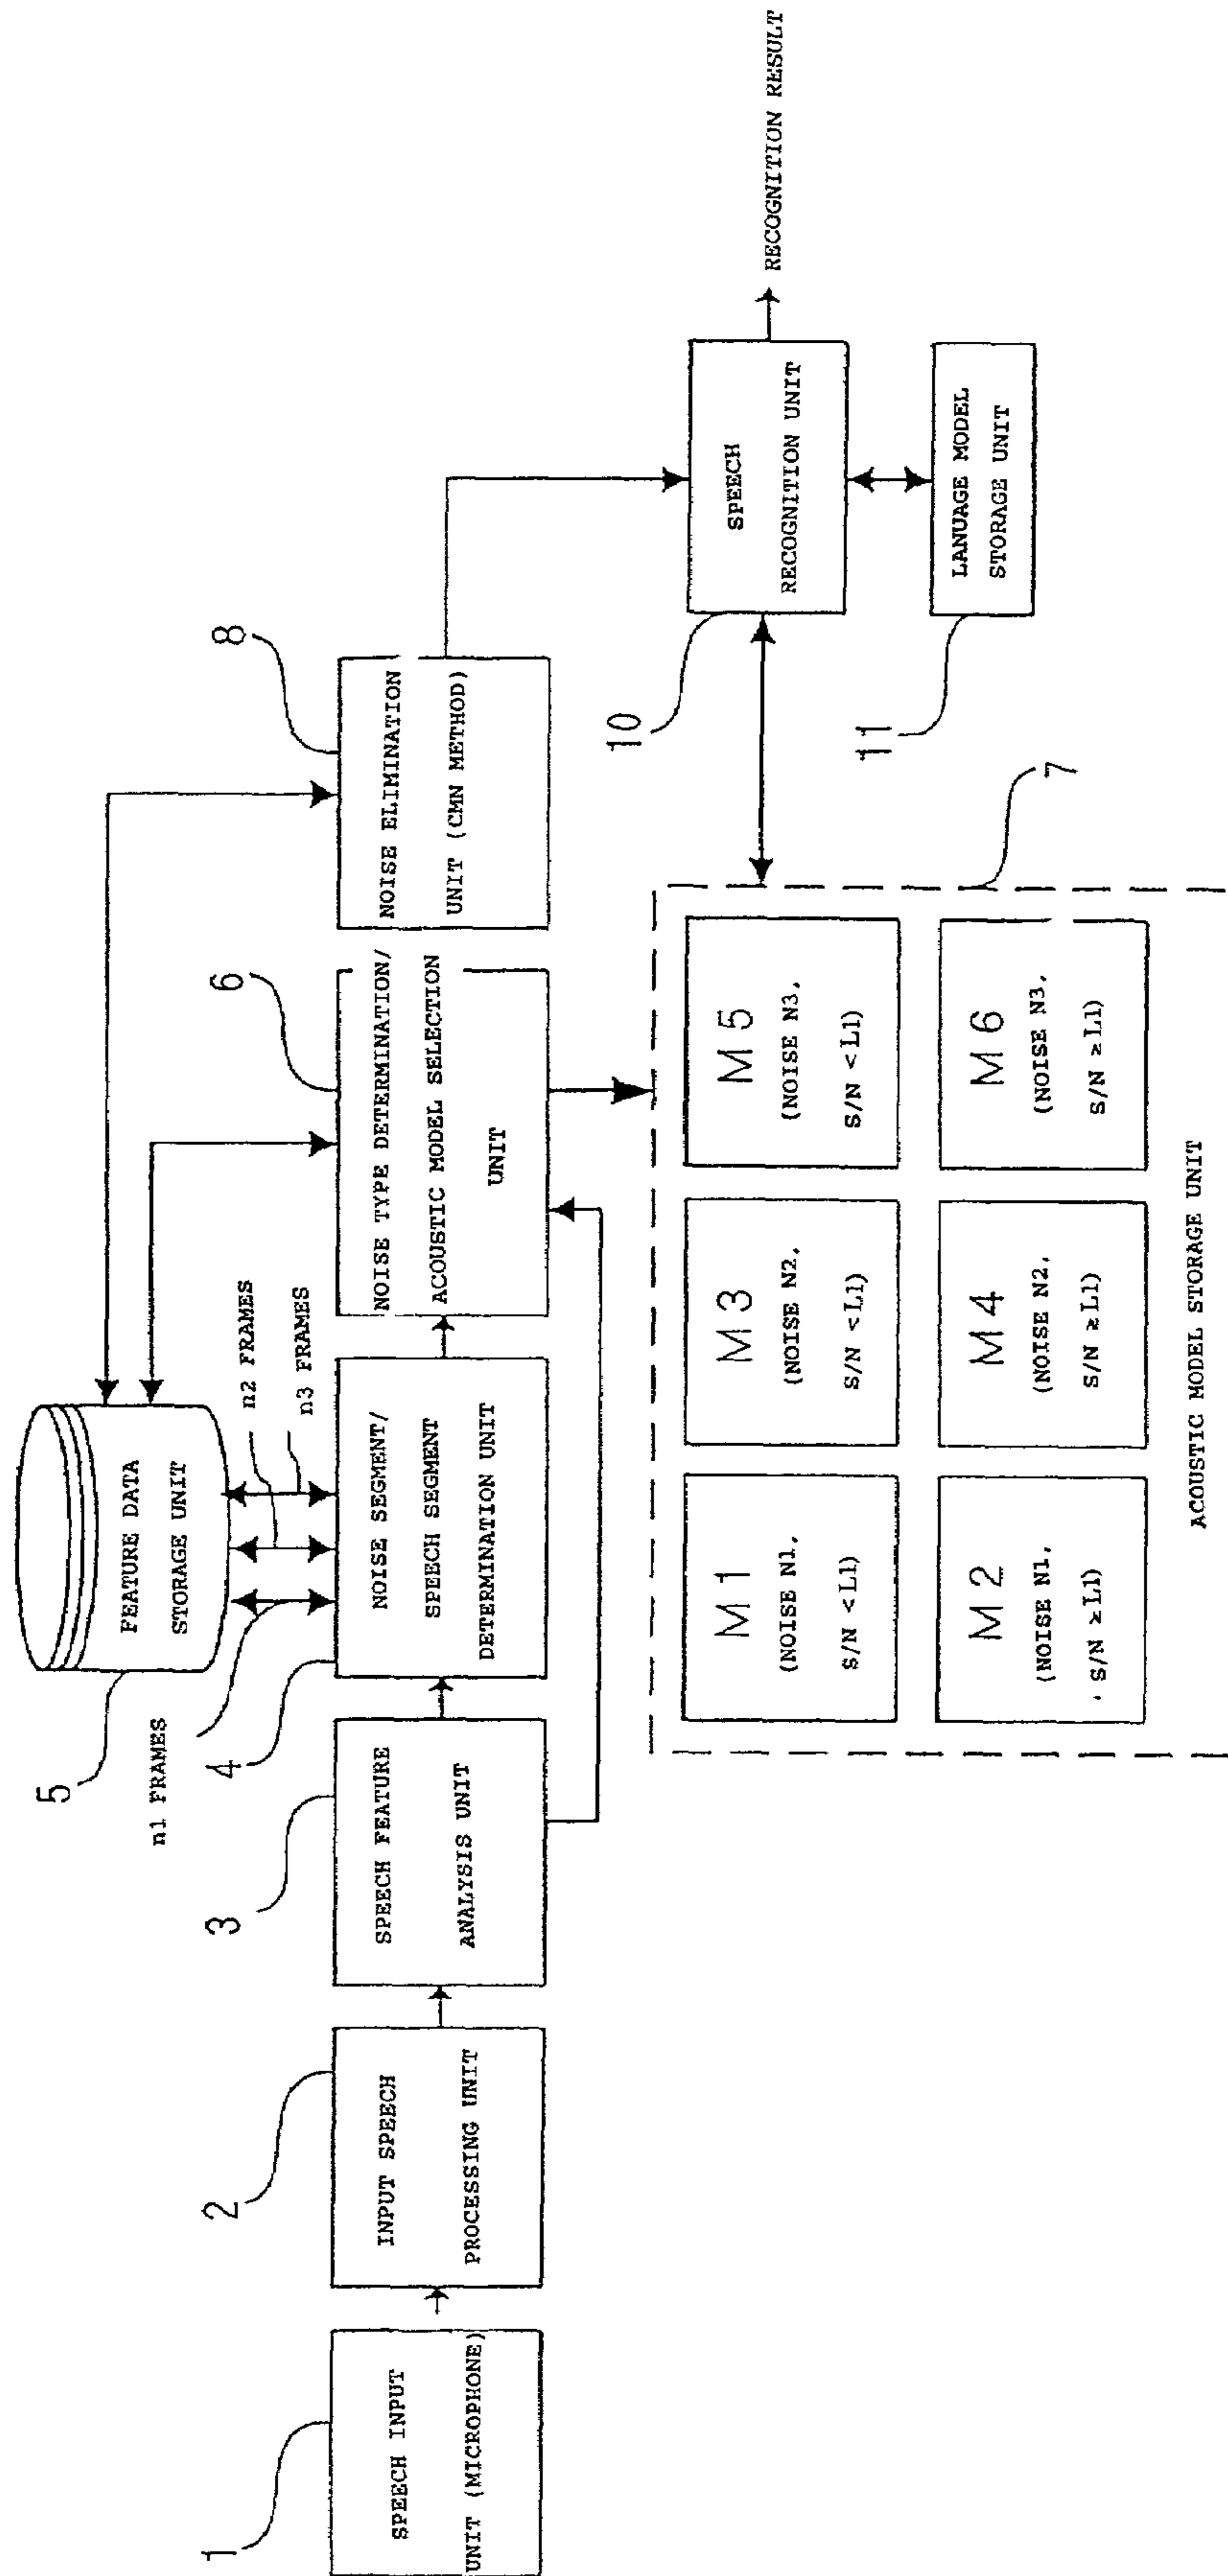 1
SPEECH INPUT
UNIT (MICROPHONE)
2
INPUT SPEECH
PROCESSING UNIT
3
SPEECH FEATURE
ANALYSIS UNIT
4
NOISE SEGMENT/
SPEECH SEGMENT
DETERMINATION UNIT
5
FEATURE DATA
STORAGE UNIT
n1 FRAMES
n2 FRAMES
n3 FRAMES
6
NOISE TYPE DETERMINATION/
ACOUSTIC MODEL SELECTION
UNIT
8
NOISE ELIMINATION
UNIT (CMN METHOD)
10
SPEECH
RECOGNITION UNIT
RECOGNITION RESULT
11
LANUAGE MODEL
STORAGE UNIT
7
M1
(NOISE N1,
S/N <L1)
M3
(NOISE N2,
S/N <L1)
M5
(NOISE N3,
S/N <L1)
M2
(NOISE N1,
, S/N ≥L1)
M4
(NOISE N2,
S/N ≥L1)
M6
(NOISE N3,
S/N ≥L1)
ACOUSTIC MODEL STORAGE UNIT